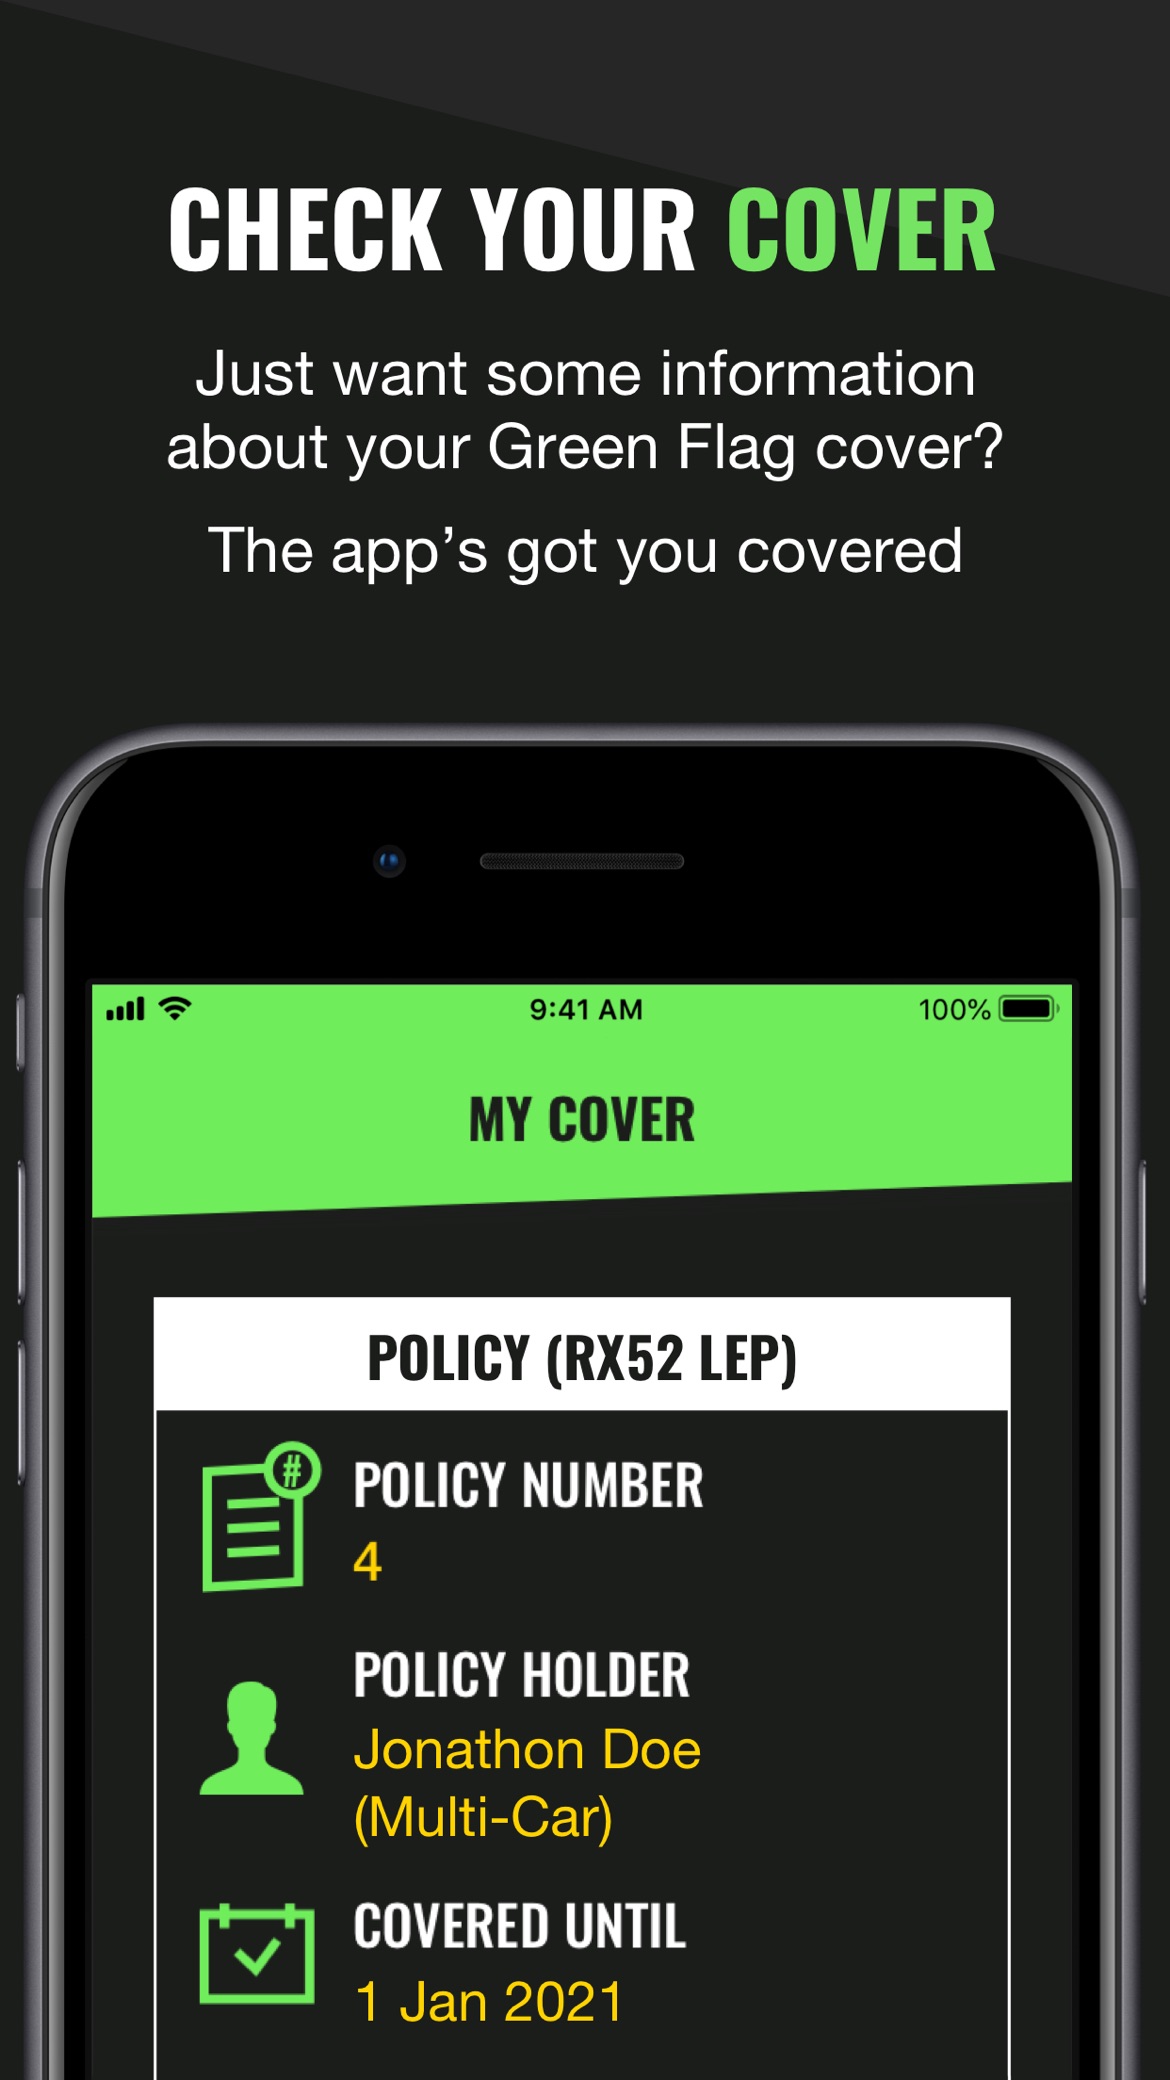 CHECK YOUR COVER
Just want some information
about your Green Flag cover?
The app’s got you covered
9:41 AM
100%
MY COVER
POLICY (RX52 LEP)
#
POLICY NUMBER
4
POLICY HOLDER
Jonathon Doe
(Multi-Car)
COVERED UNTIL
1 Jan 2021